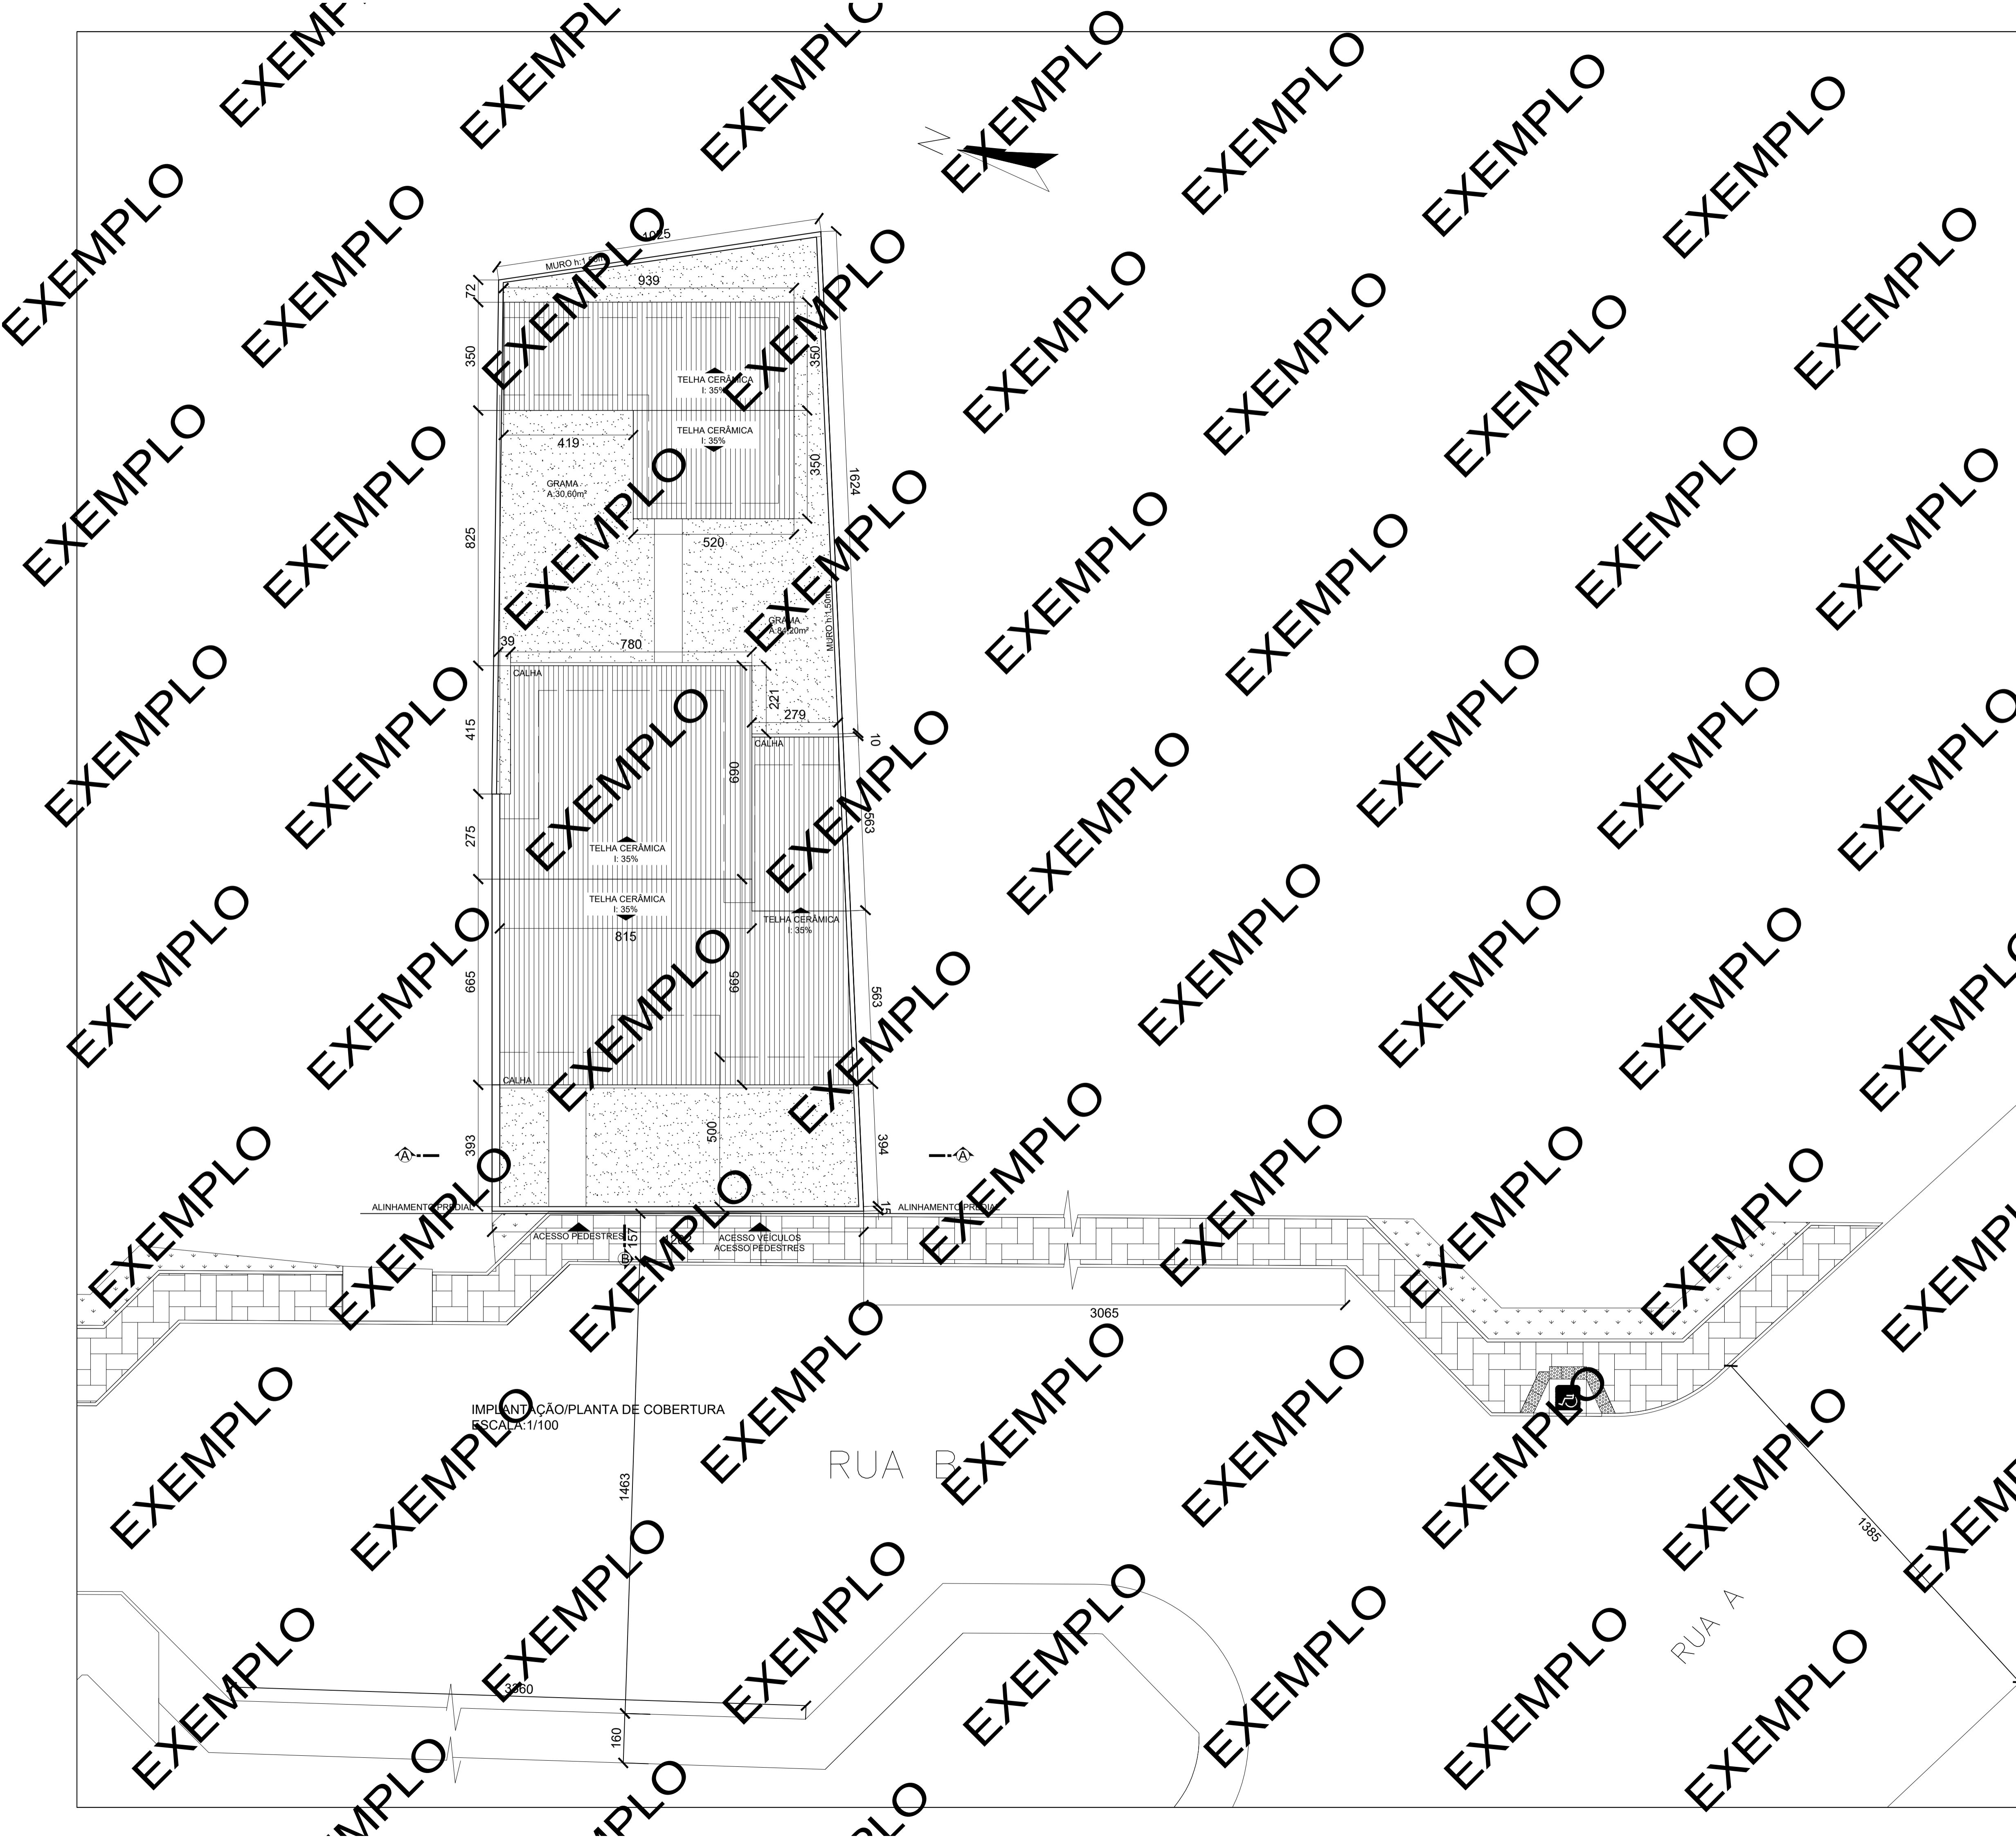 EXEMPLO
N
1025
MURO h:1.50m
939
72
350
350
TELHA CERÂMICA
I: 35%
TELHA CERÂMICA
I: 35%
419
350
1624
GRAMA
A:30,60m²
825
520
MURO h:1.50m
GRAMA
39
780
CALHA
221
279
415
10
CALHA
690
563
275
TELHA CERÂMICA
I: 35%
TELHA CERÂMICA
I: 35%
TELHA CERÂMICA
I: 35%
815
665
665
563
CALHA
393
500
394
A
A
15
ALINHAMENTO PREDIAL
ALINHAMENTO PREDIAL
ACESSO PEDESTRES
157
B
ACESSO VEÍCULOS
ACESSO PEDESTRES
3065
IMPLANTAÇÃO/PLANTA DE COBERTURA
ESCALA:1/100
RUA B
1463
1385
RUA A
3360
160